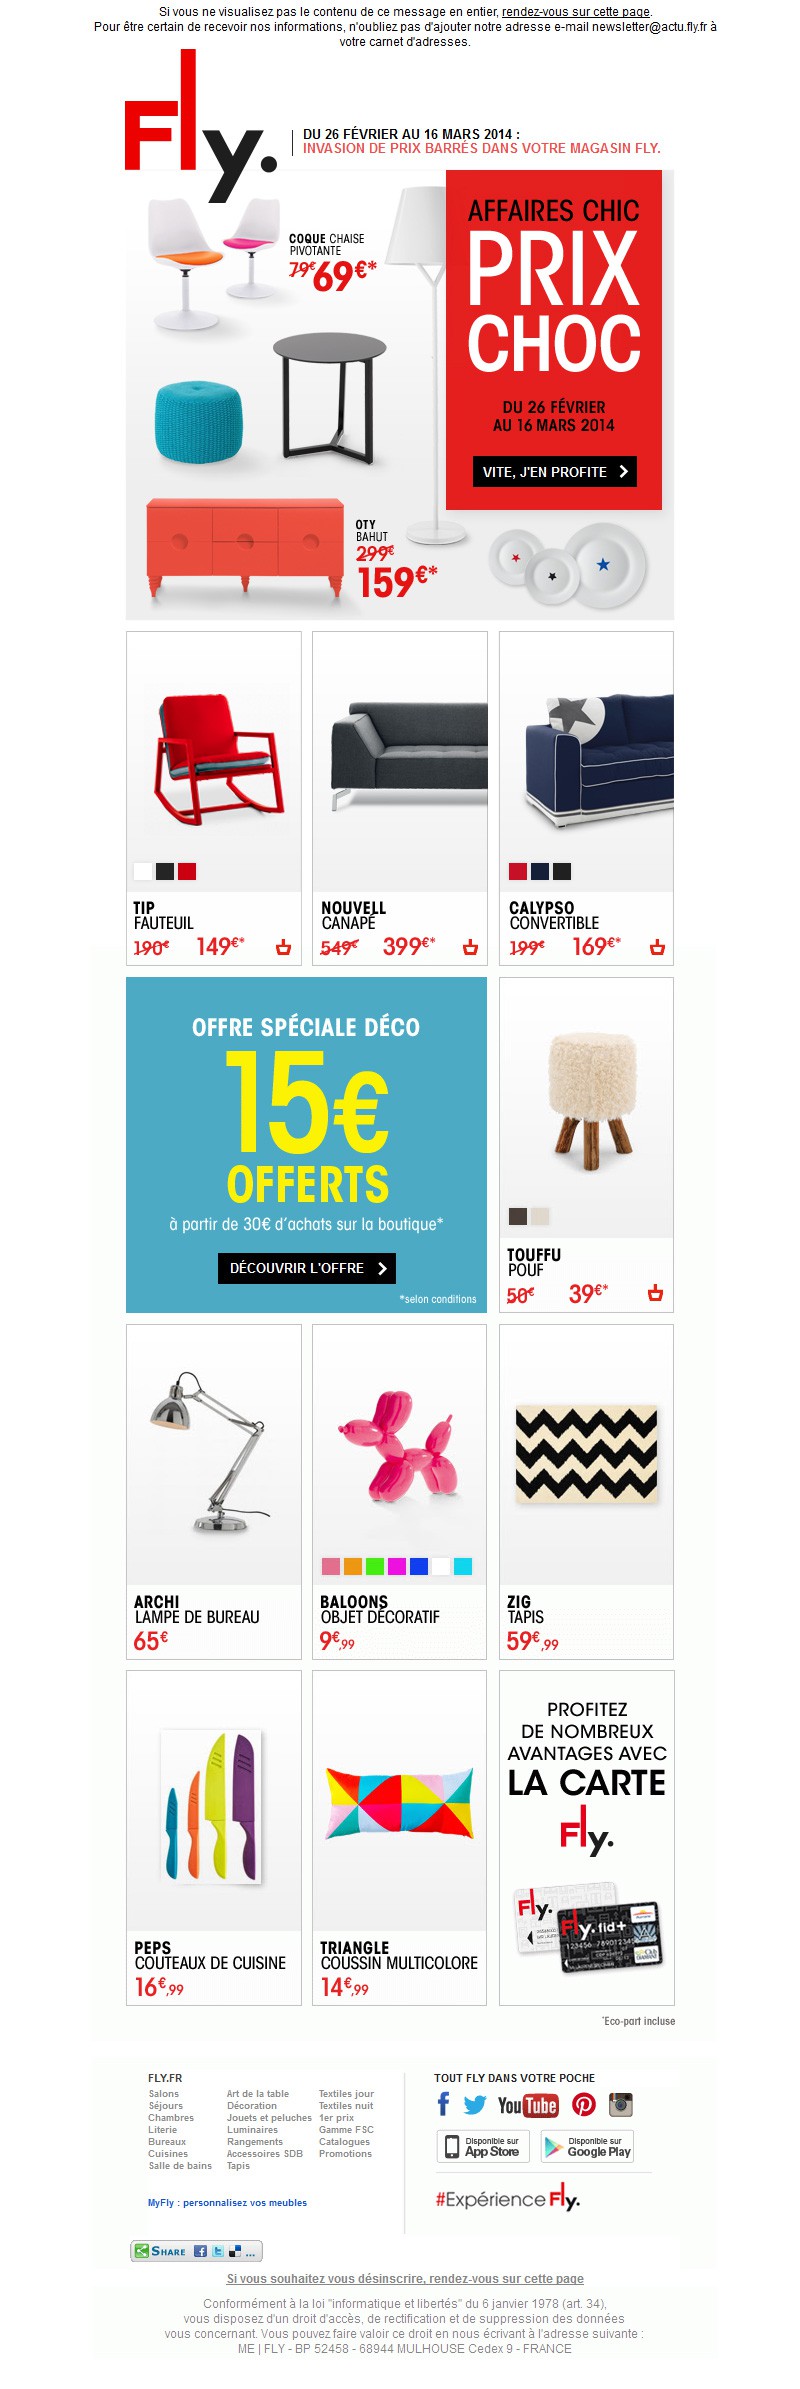 Si vous ne visualisez pas le contenu de ce message en entier, rendez-vous sur cette page.
Pour être certain de recevoir nos informations, n'oubliez pas d'ajouter notre adresse e-mail newsletter@actu.fly.fr à
votre carnet d'adresses.
Fly.
DU 26 FÉVRIER AU 16 MARS 2014 :
INVASION DE PRIX BARRÉS DANS VOTRE MAGASIN FLY.
COQUE CHAISE
PIVOTANTE
79€ 69€*
AFFAIRES CHIC
PRIX
CHOC
DU 26 FÉVRIER
AU 16 MARS 2014
VITE, J'EN PROFITE
OTY
BAHUT
299€
159€*
TIP
FAUTEUIL
190€ 149€*
NOUVELL
CANAPÉ
549€ 399€*
CALYPSO
CONVERTIBLE
199€ 169€*
OFFRE SPÉCIALE DÉCO
15€
OFFERTS
à partir de 30€ d'achats sur la boutique*
DÉCOUVRIR L'OFFRE
*selon conditions
TOUFFU
POUF
50€ 39€*
ARCHI
LAMPE DE BUREAU
65€
BALOONS
OBJET DÉCORATIF
9€,99
ZIG
TAPIS
59€,99
PEPS
COUTEAUX DE CUISINE
16€,99
TRIANGLE
COUSSIN MULTICOLORE
14€,99
PROFITEZ
DE NOMBREUX
AVANTAGES AVEC
LA CARTE
Fly.
Fly.
Fly.fid+
*Eco-part incluse
FLY.FR
Salons
Séjours
Chambres
Literie
Bureaux
Cuisines
Salle de bains
Art de la table
Décoration
Jouets et peluches
Luminaires
Rangements
Accessoires SDB
Tapis
Textiles jour
Textiles nuit
1er prix
Gamme FSC
Catalogues
Promotions
MyFly : personnalisez vos meubles
TOUT FLY DANS VOTRE POCHE
YouTube
Disponible sur
App Store
Disponible sur
Google Play
#Expérience Fly.
SHARE ...
Si vous souhaitez vous désinscrire, rendez-vous sur cette page
Conformément à la loi "informatique et libertés" du 6 janvier 1978 (art. 34),
vous disposez d'un droit d'accès, de rectification et de suppression des données
vous concernant. Vous pouvez faire valoir ce droit en nous écrivant à l'adresse suivante :
ME | FLY - BP 52458 - 68944 MULHOUSE Cedex 9 - FRANCE